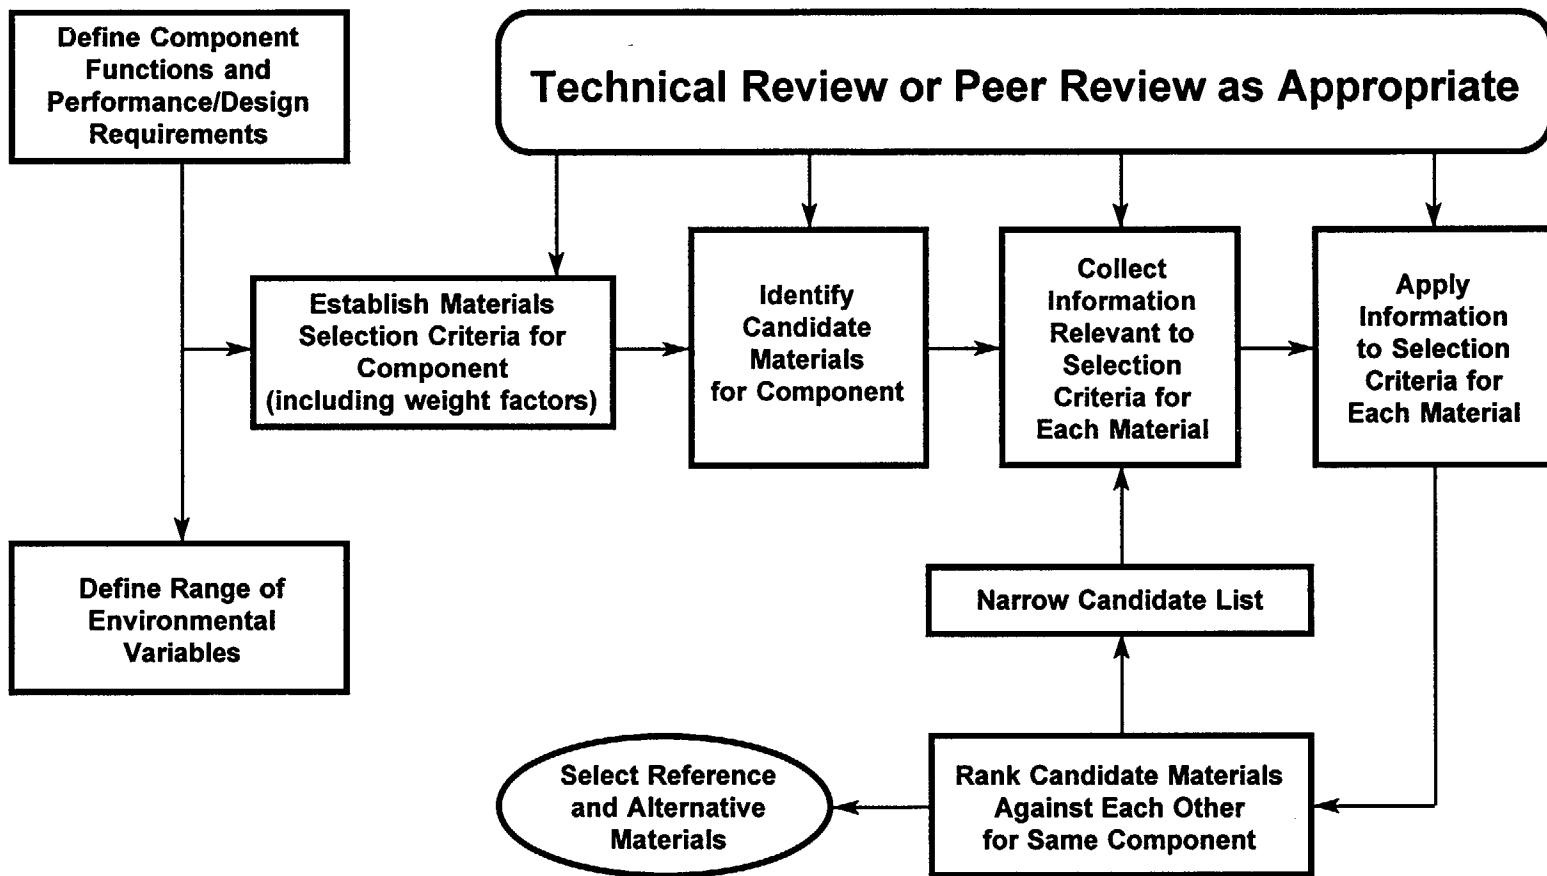 Define Component
Functions and
Performance/Design
Requirements
Technical Review or Peer Review as Appropriate
Establish Materials
Selection Criteria for
Component
(including weight factors)
Identify
Candidate
Materials
for Component
Collect
Information
Relevant to
Selection
Criteria for
Each Material
Apply
Information
to Selection
Criteria for
Each Material
Define Range of
Environmental
Variables
Narrow Candidate List
Select Reference
and Alternative
Materials
Rank Candidate Materials
Against Each Other
for Same Component